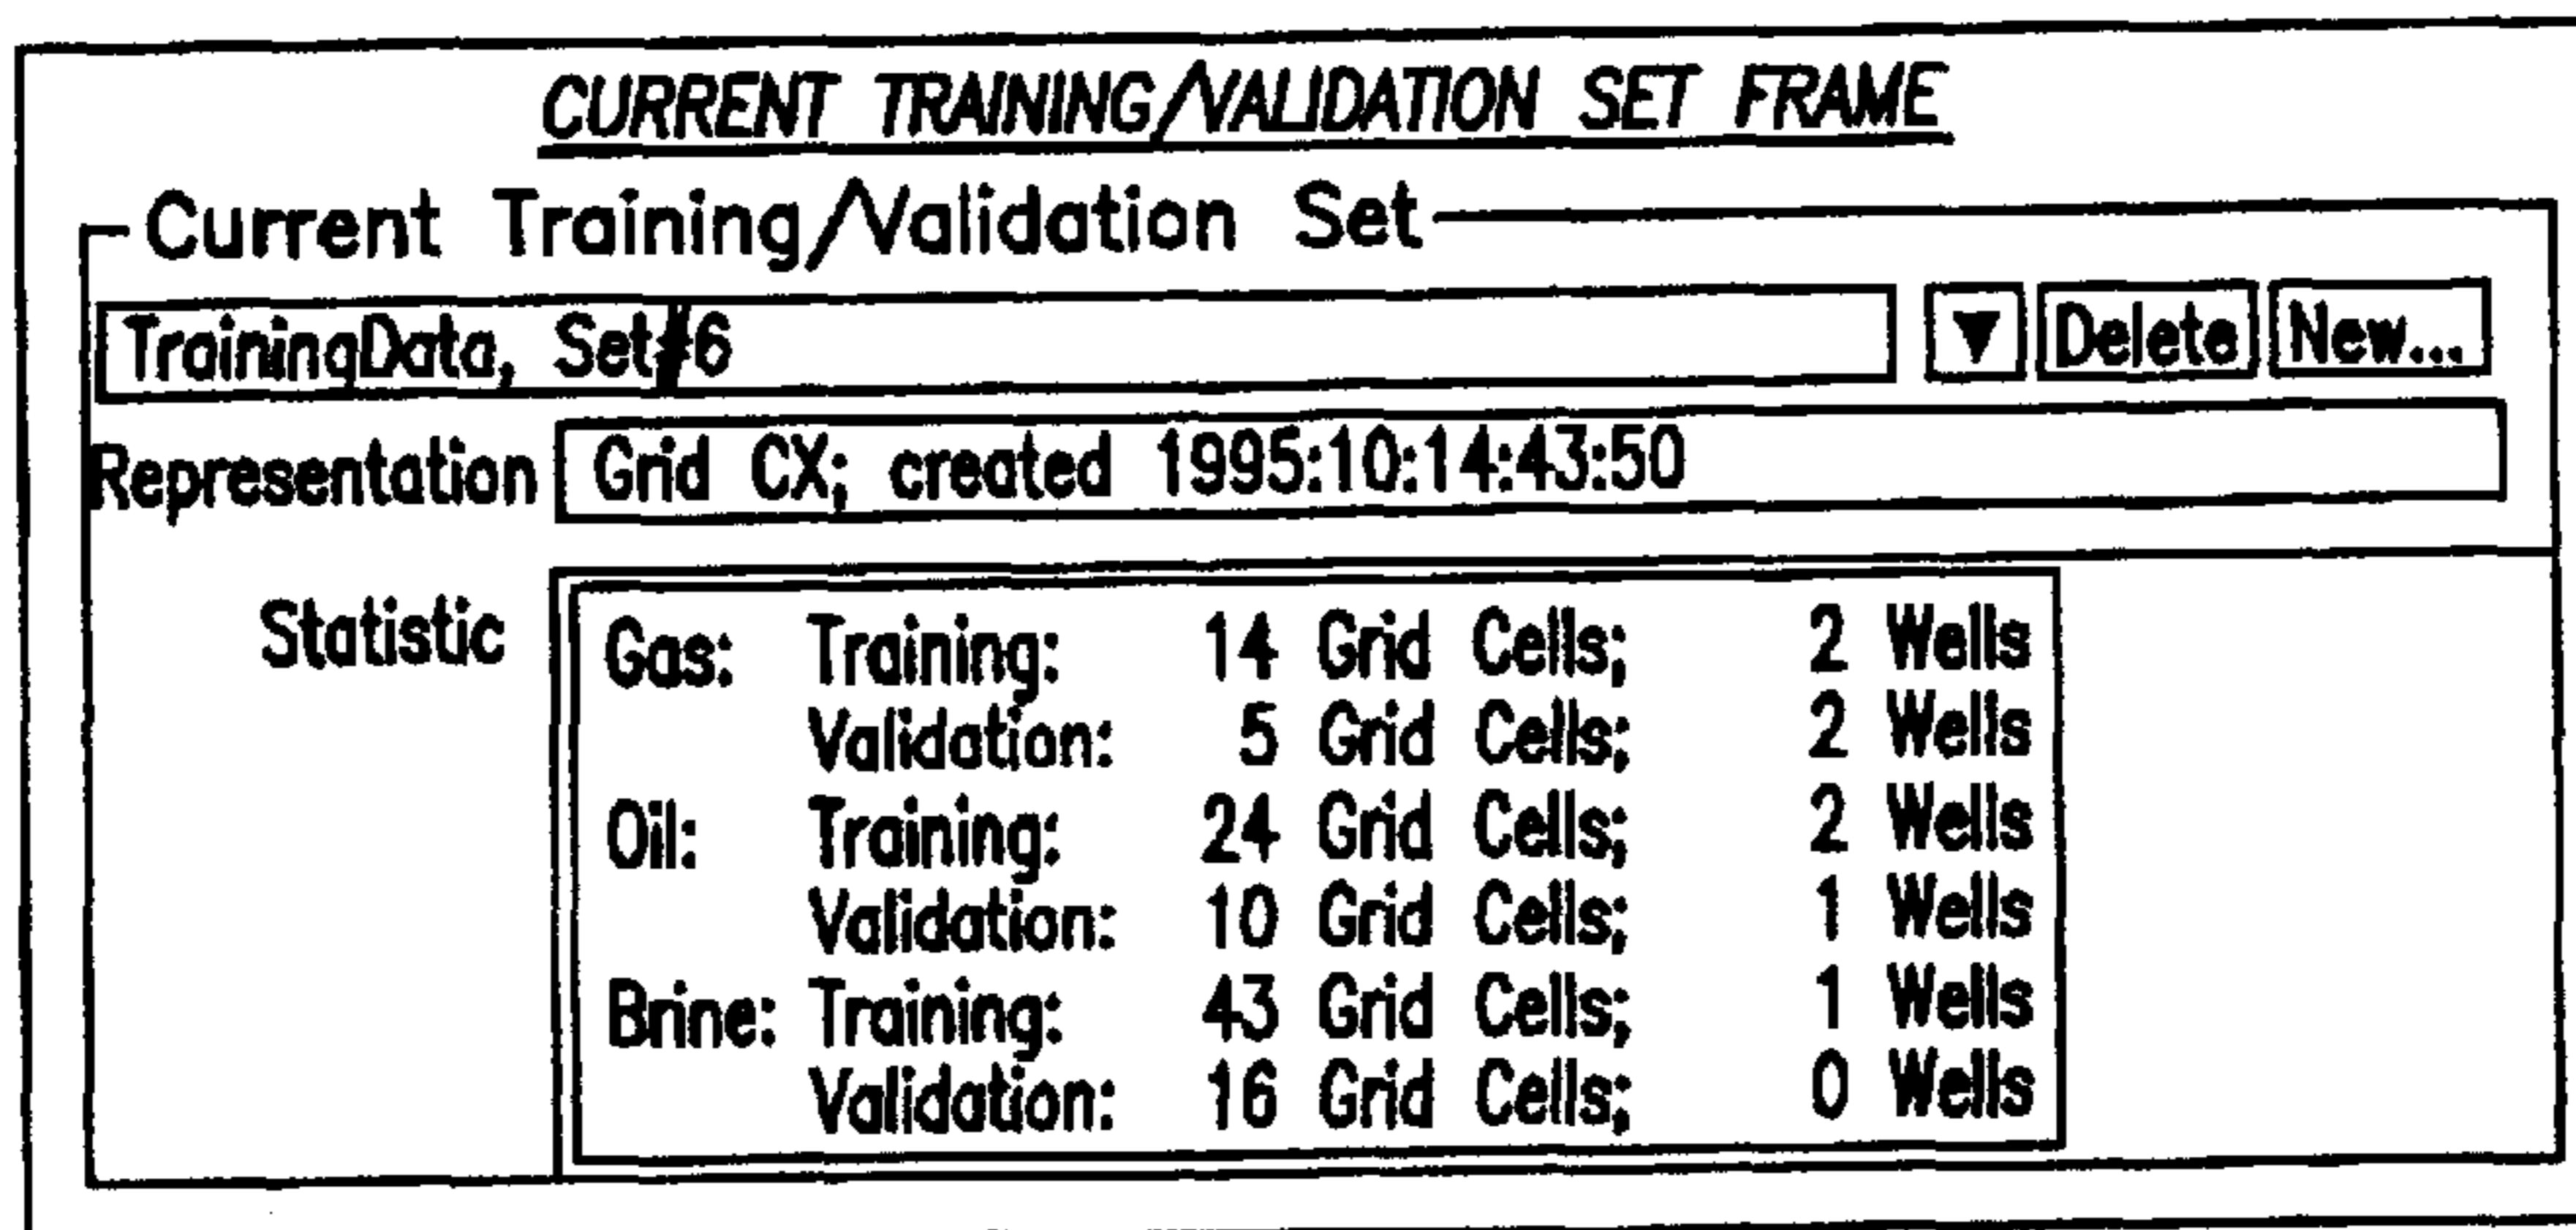 CURRENT TRAINING/VALIDATION SET FRAME
Current Training/Validation Set
TrainingData, Set#6 ▼ Delete New...
Representation Grid CX; created 1995:10:14:43:50
Statistic Gas: Training: 14 Grid Cells; 2 Wells
Validation: 5 Grid Cells; 2 Wells
Oil: Training: 24 Grid Cells; 2 Wells
Validation: 10 Grid Cells; 1 Wells
Brine: Training: 43 Grid Cells; 1 Wells
Validation: 16 Grid Cells; 0 Wells